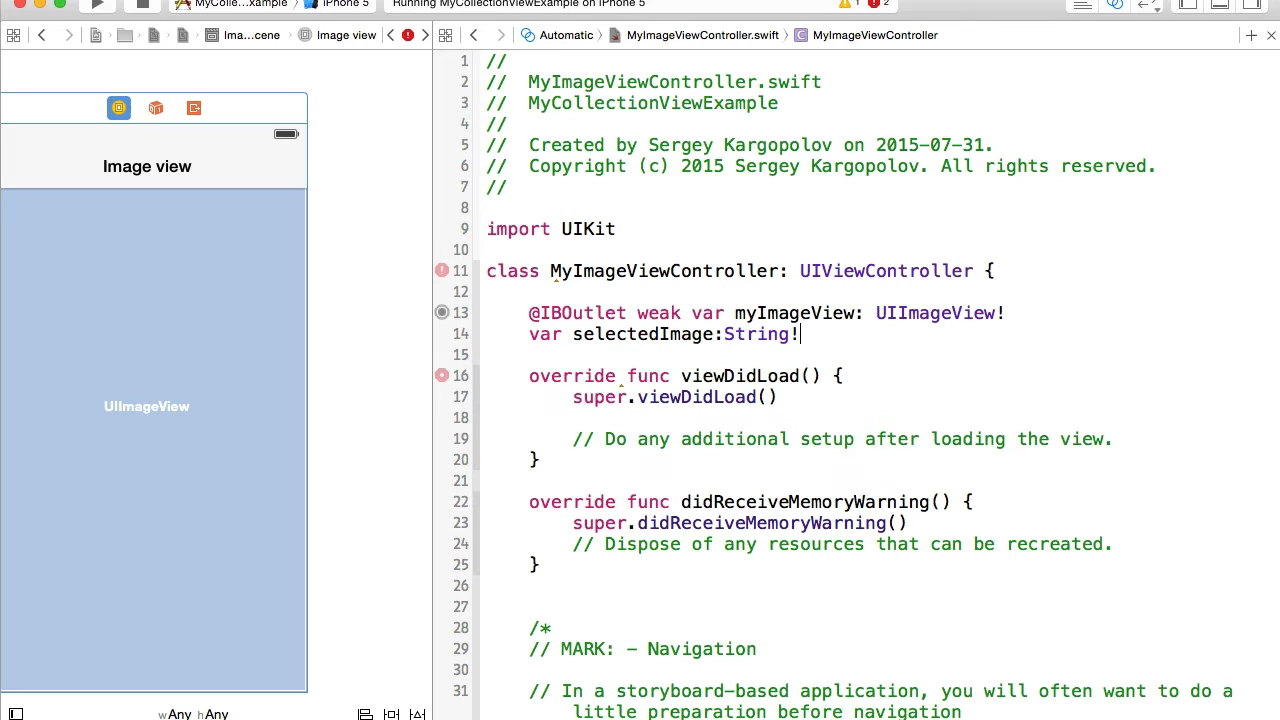 MyColle...xample iPhone 5 Running MyCollectionViewExample on iPhone 5 1 2
Ima...cene Image view Automatic MyImageViewController.swift MyImageViewController
Image view
UIImageView
wAny hAny
1 //
2 //  MyImageViewController.swift
3 //  MyCollectionViewExample
4 //
5 //  Created by Sergey Kargopolov on 2015-07-31.
6 //  Copyright (c) 2015 Sergey Kargopolov. All rights reserved.
7 //
8
9 import UIKit
10
11 class MyImageViewController: UIViewController {
12
13     @IBOutlet weak var myImageView: UIImageView!
14     var selectedImage:String!
15
16     override func viewDidLoad() {
17         super.viewDidLoad()
18
19         // Do any additional setup after loading the view.
20     }
21
22     override func didReceiveMemoryWarning() {
23         super.didReceiveMemoryWarning()
24         // Dispose of any resources that can be recreated.
25     }
26
27
28     /*
29     // MARK: - Navigation
30
31     // In a storyboard-based application, you will often want to do a
little preparation before navigation